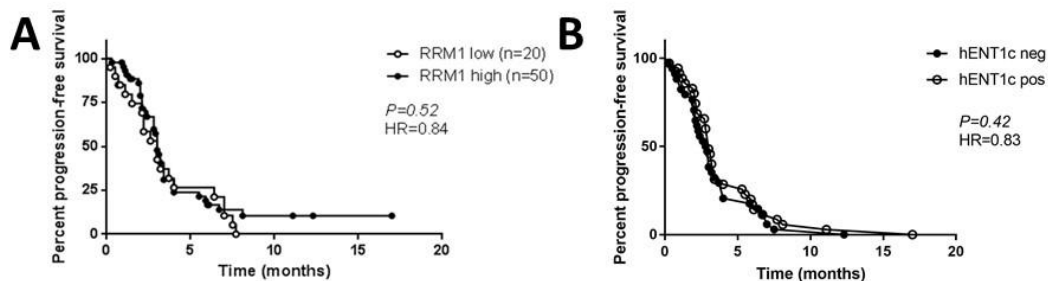 A
Percent progression-free survival
100
75
50
25
0
0
5
10
15
20
Time (months)
RRM1 low (n=20)
RRM1 high (n=50)
P=0.52
HR=0.84
B
Percent progression-free survival
100
50
0
0
5
10
15
20
Time (months)
hENT1c neg
hENT1c pos
P=0.42
HR=0.83